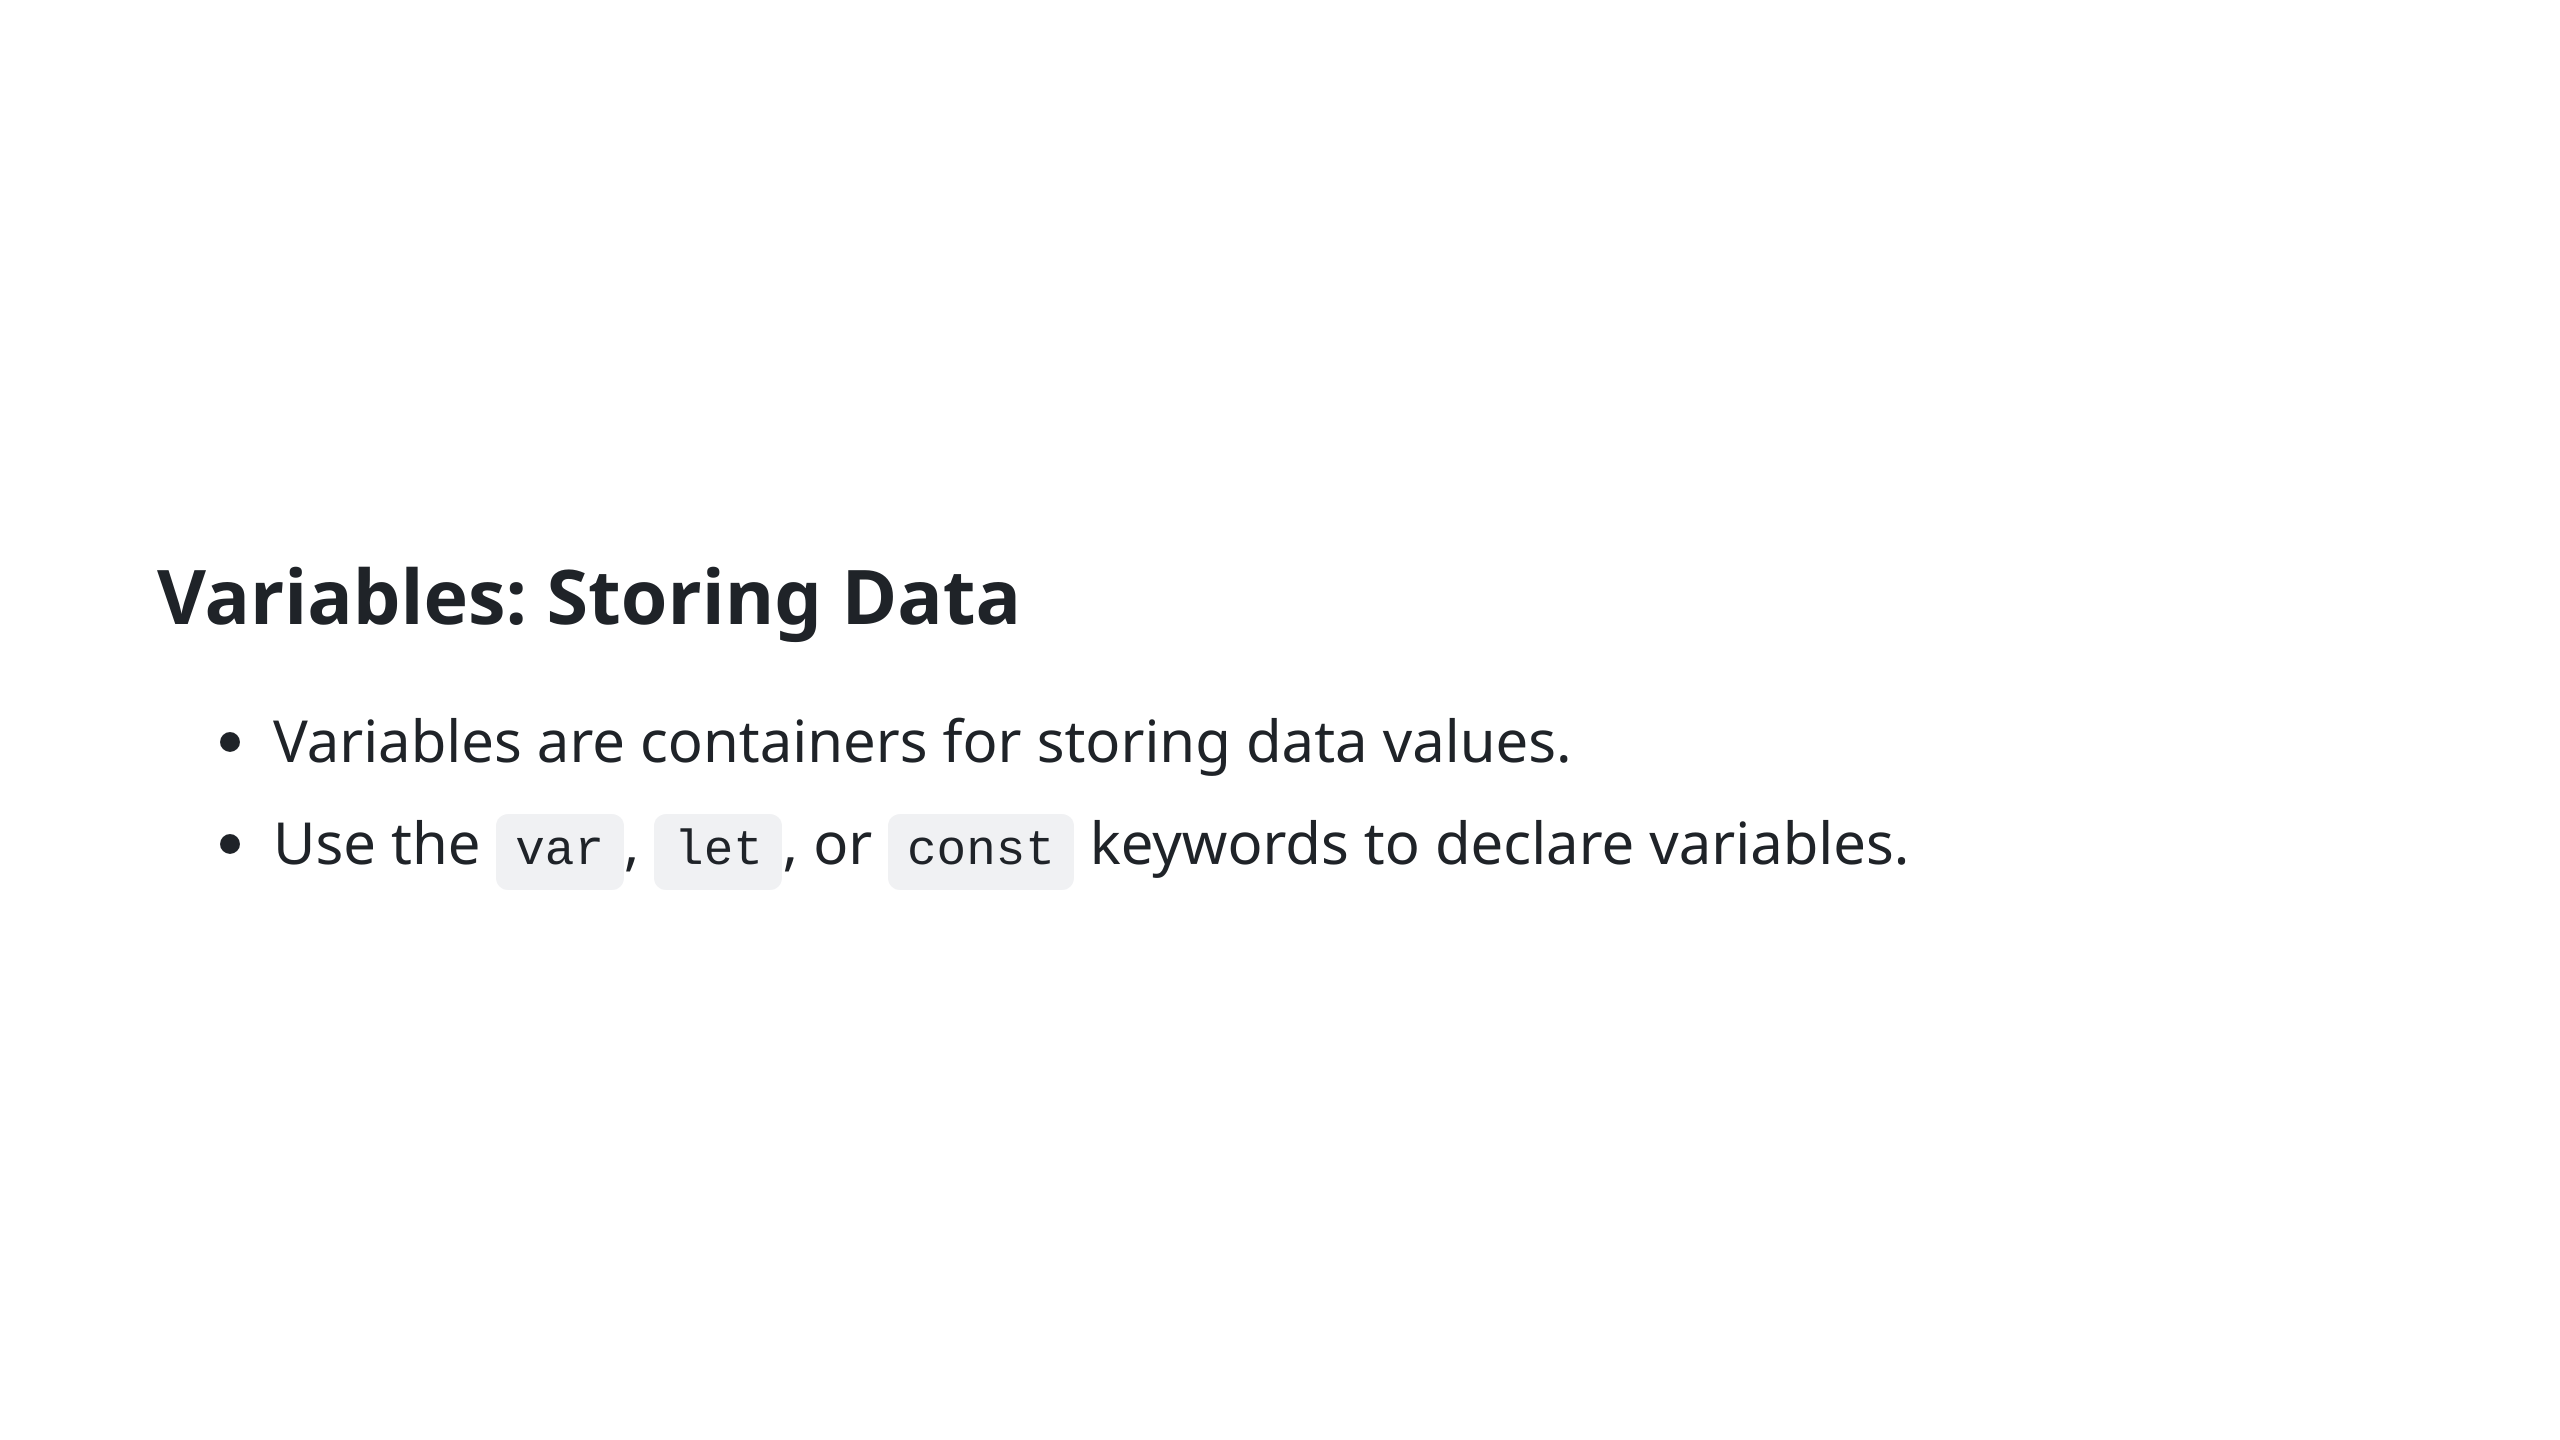 Variables: Storing Data
• Variables are containers for storing data values.
• Use the var, let, or const keywords to declare variables.